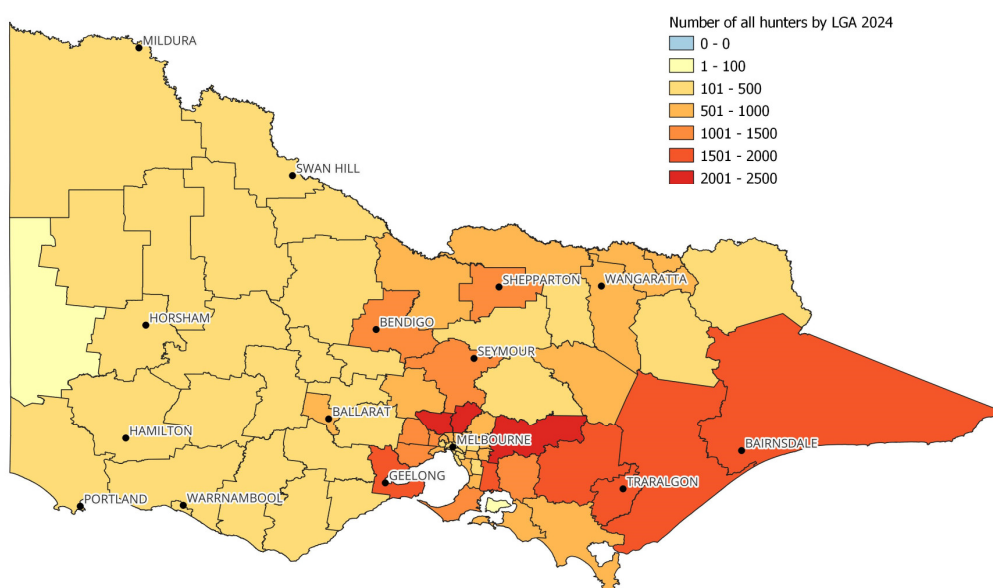 Number of all hunters by LGA 2024
0 - 0
1 - 100
101 - 500
501 - 1000
1001 - 1500
1501 - 2000
2001 - 2500
MILDURA
SWAN HILL
SHEPPARTON
WANGARATTA
HORSHAM
BENDIGO
SEYMOUR
BALLARAT
HAMILTON
MELBOURNE
BAIRNSDALE
GEELONG
TRARALGON
PORTLAND
WARRNAMBOOL